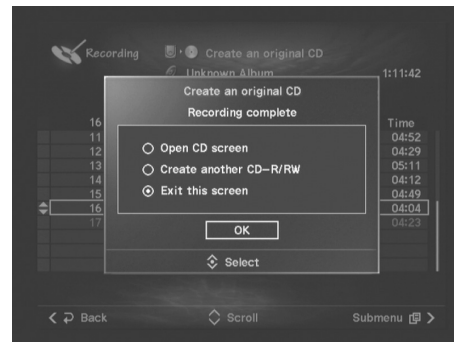 Recording Create an original CD
Unknown Album 1:11:42
Create an original CD
Recording complete
16 Time
11 04:52
12 04:29
13 05:11
14 04:12
15 04:49
16 04:04
17 04:23
Open CD screen
Create another CD-R/RW
Exit this screen
OK
Select
Back Scroll Submenu